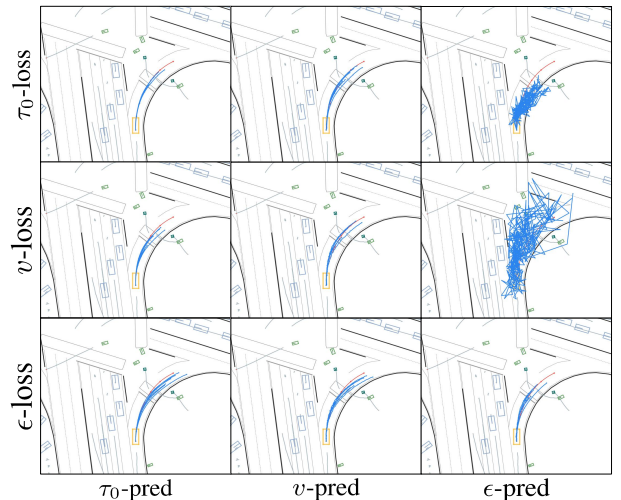 τ₀-loss
v-loss
ϵ-loss
τ₀-pred
v-pred
ϵ-pred